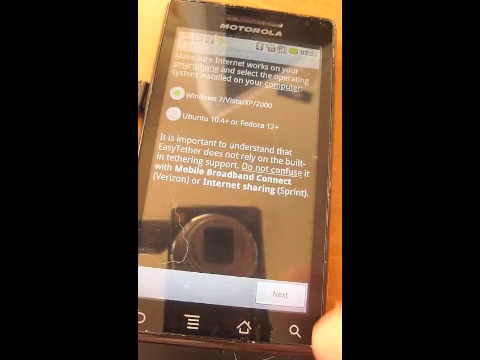 MOTOROLA
Make sure Internet works on your
smartphone and select the operating
system installed on your computer:
Windows 7/Vista/XP/2000
Ubuntu 10.4+ or Fedora 12+
It is important to understand that
EasyTether does not rely on the built-
in tethering support. Do not confuse it
with Mobile Broadband Connect
(Verizon) or Internet sharing (Sprint).
Next